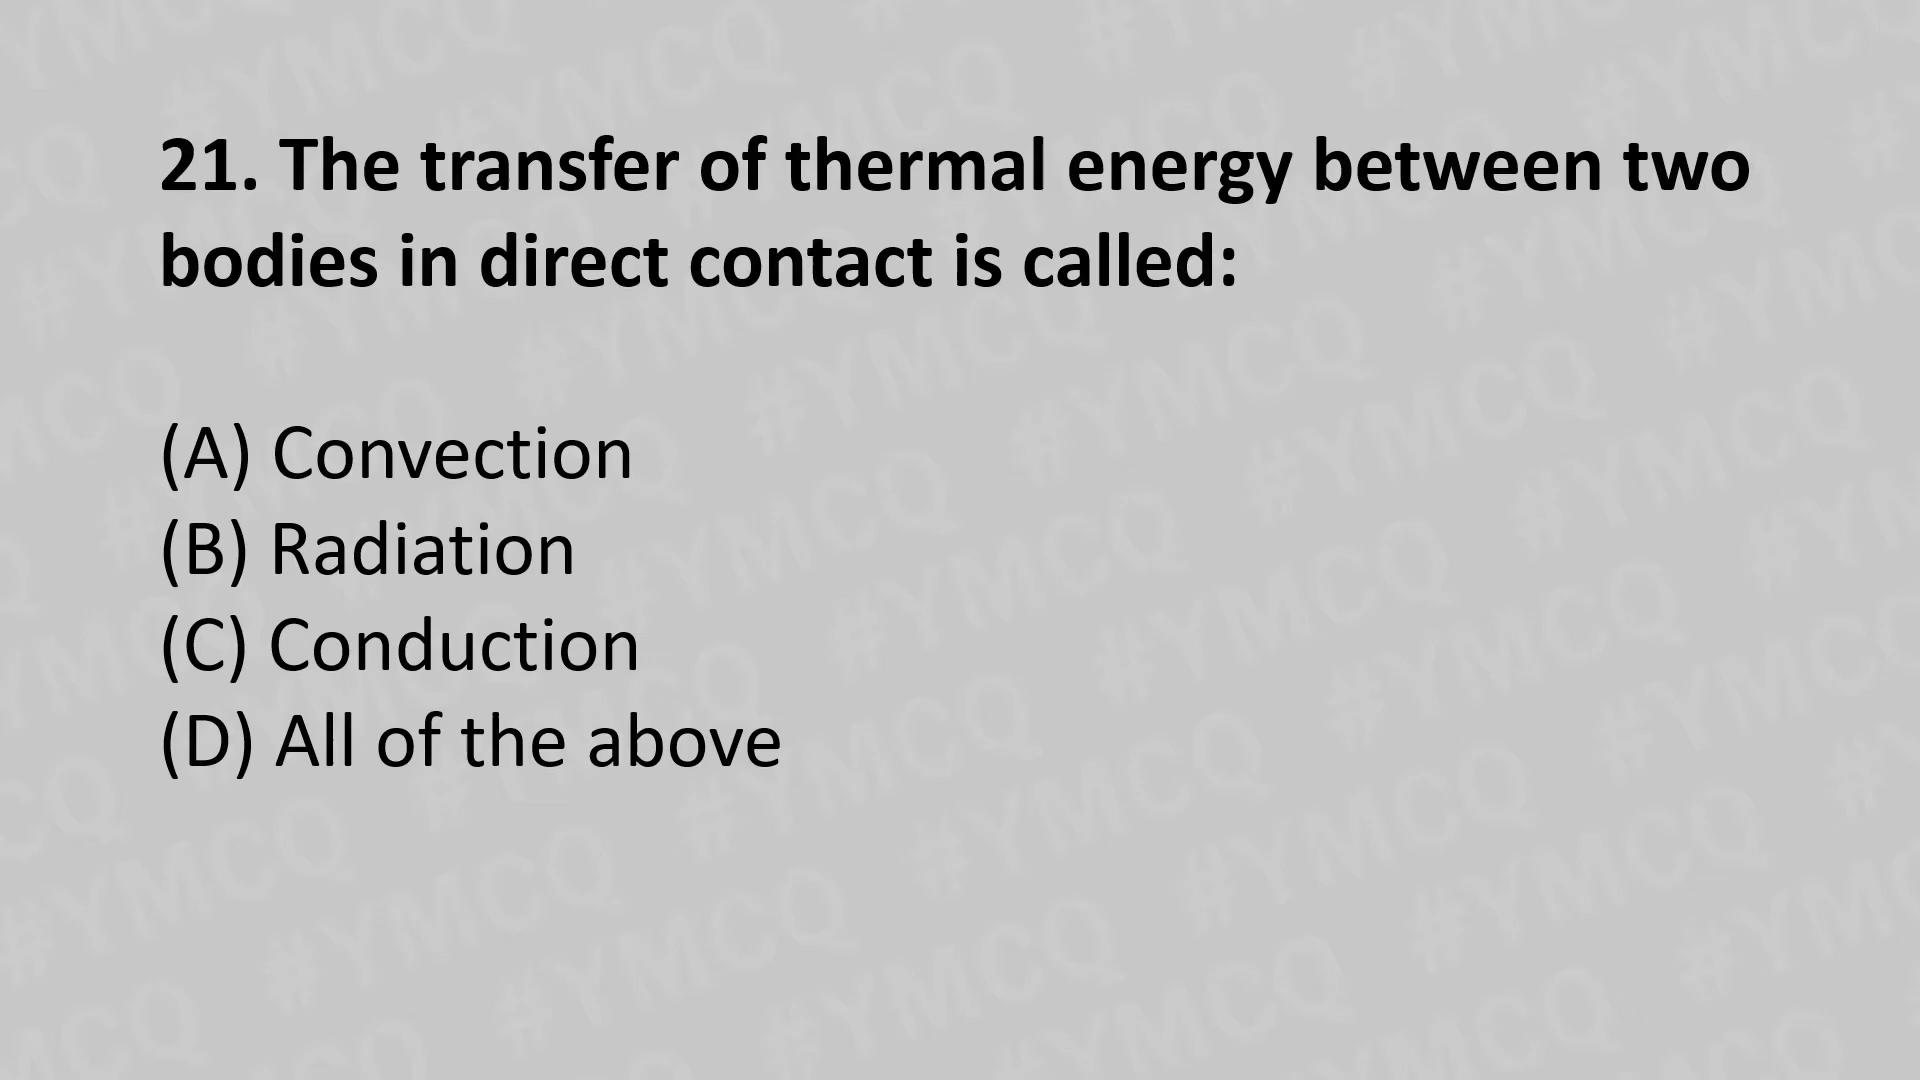 21. The transfer of thermal energy between two
bodies in direct contact is called:
(A) Convection
(B) Radiation
(C) Conduction
(D) All of the above
#YMCQ